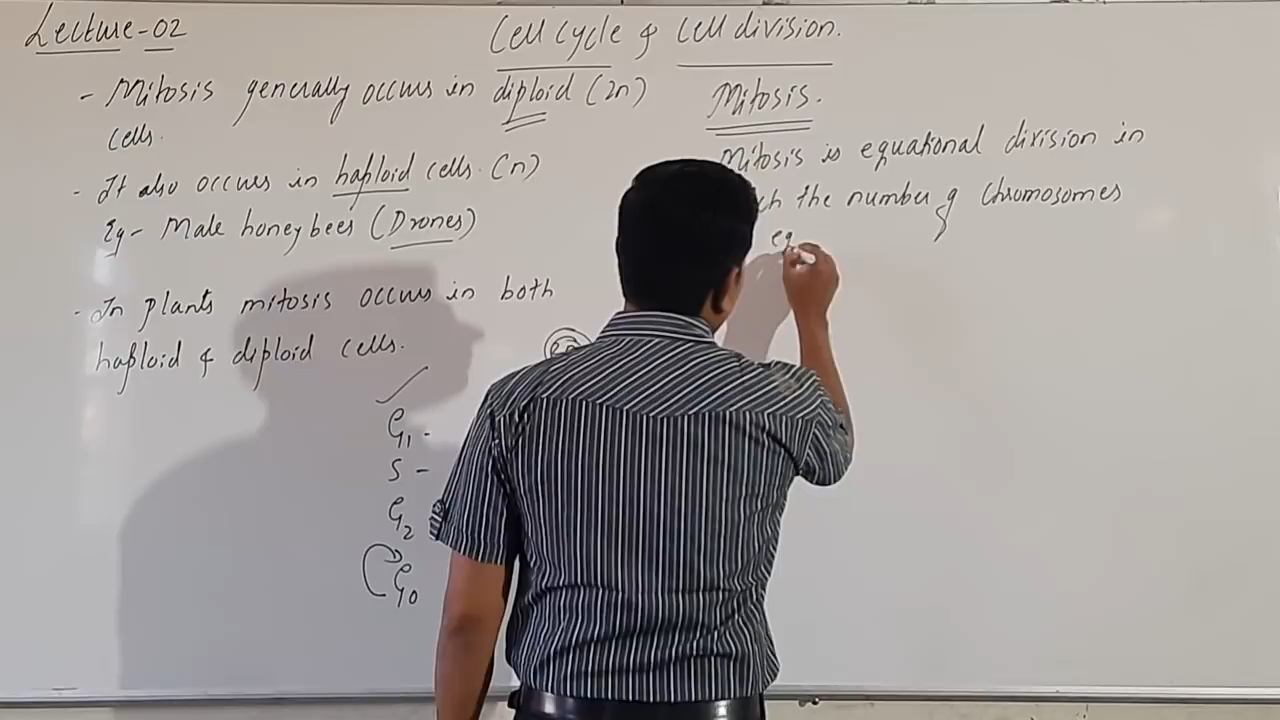 Lecture-02
Cell cycle & cell division.
- Mitosis generally occurs in diploid (2n)
cells.
- It also occurs in haploid cells. (n)
Eg- Male honeybees (Drones)
- In plants mitosis occurs in both
haploid & diploid cells.
G1 -
S -
G2
G0
Mitosis.
Mitosis is equational division in
the number of chromosomes
eq